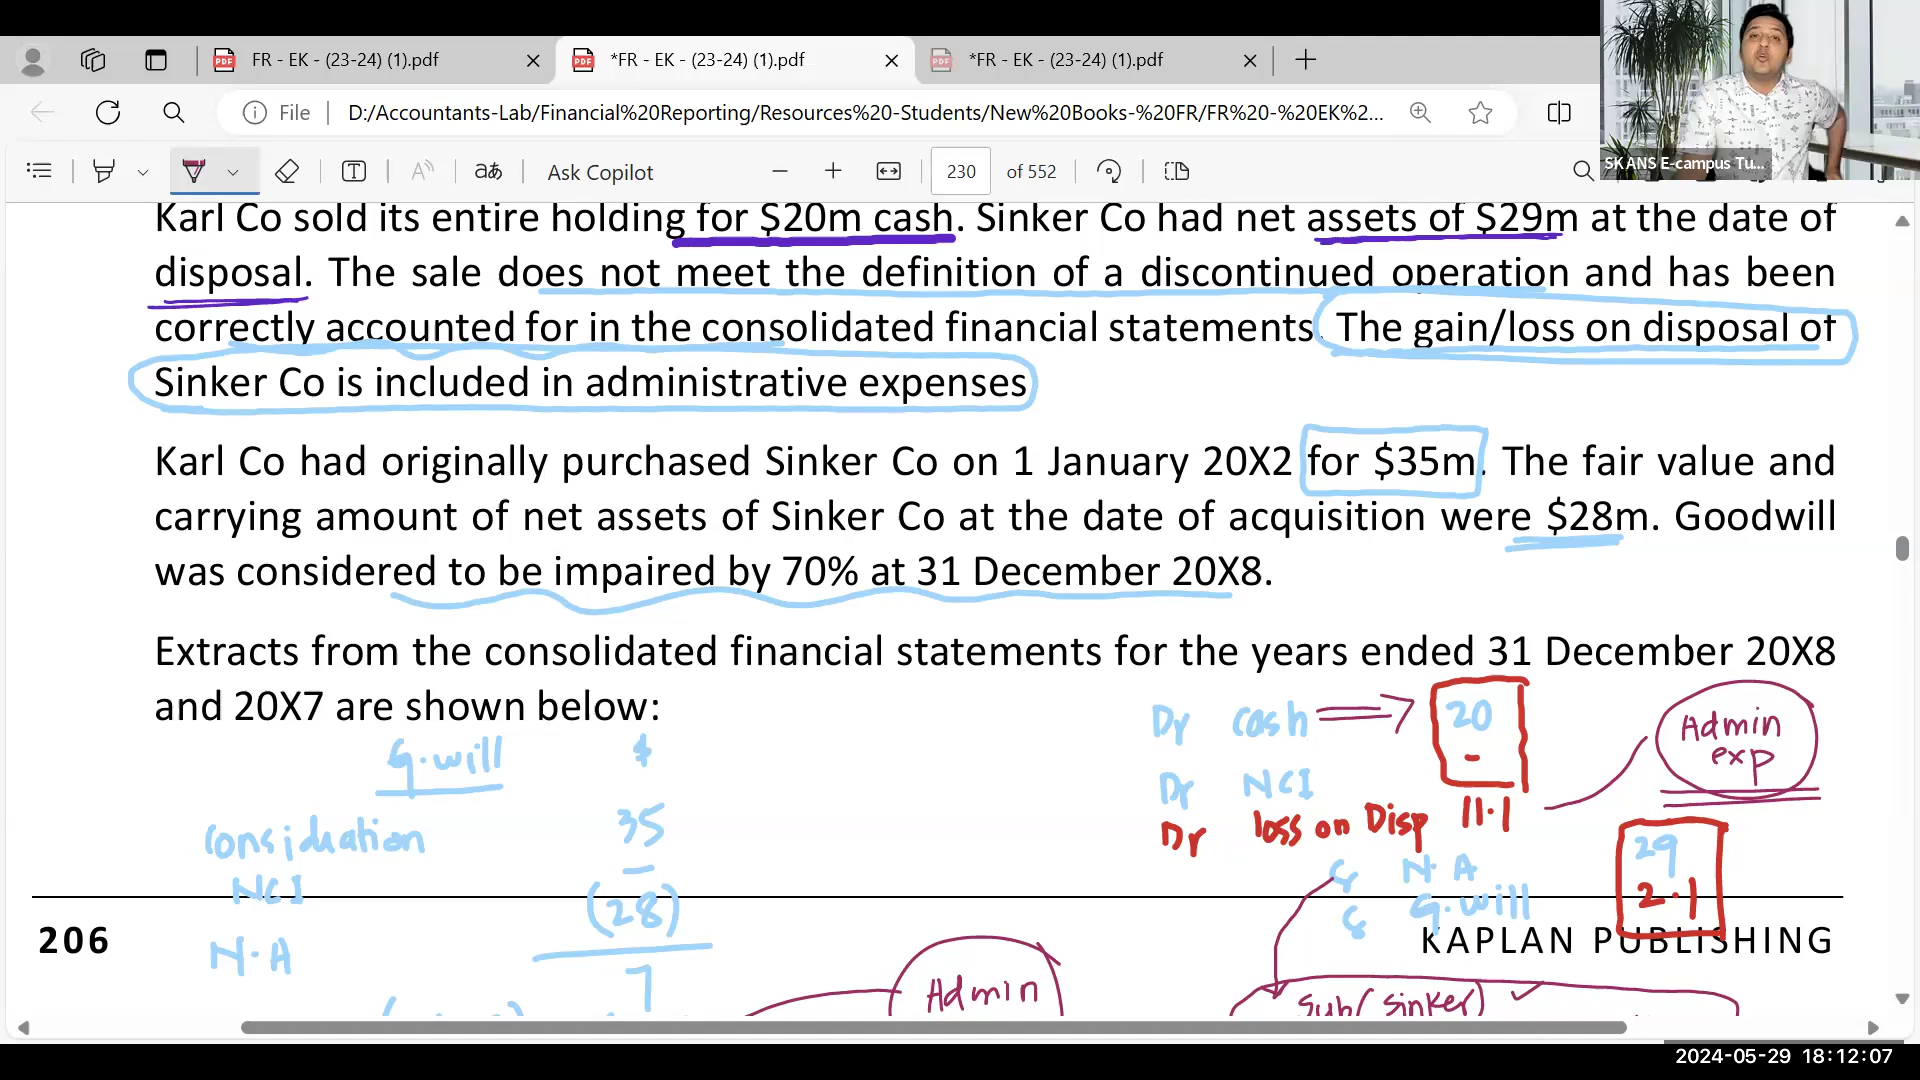 FR - EK - (23-24) (1).pdf
*FR - EK - (23-24) (1).pdf
*FR - EK - (23-24) (1).pdf
File
D:/Accountants-Lab/Financial%20Reporting/Resources%20-Students/New%20Books-%20FR/FR%20-%20EK%2...
aあ
Ask Copilot
230 of 552
SKANS E-campus Tu...
Karl Co sold its entire holding for $20m cash. Sinker Co had net assets of $29m at the date of
disposal. The sale does not meet the definition of a discontinued operation and has been
correctly accounted for in the consolidated financial statements. The gain/loss on disposal of
Sinker Co is included in administrative expenses
Karl Co had originally purchased Sinker Co on 1 January 20X2 for $35m. The fair value and
carrying amount of net assets of Sinker Co at the date of acquisition were $28m. Goodwill
was considered to be impaired by 70% at 31 December 20X8.
Extracts from the consolidated financial statements for the years ended 31 December 20X8
and 20X7 are shown below:
G.will $
Dr Cash 20
Admin exp
Dr NCI -
Considration 35
Dr loss on Disp 11.1
N.A 29
NCI -
G.will 2.1
N.A (28)
7
206
KAPLAN PUBLISHING
Admin
Sub(sinker)
2024-05-29 18:12:07